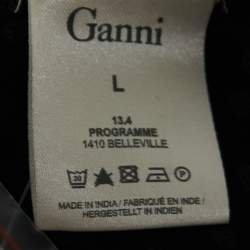 Ganni
L
13.4
PROGRAMME
1410 BELLEVILLE
30
MADE IN INDIA / FABRIQUÉ EN INDE /
HERGESTELLT IN INDIEN